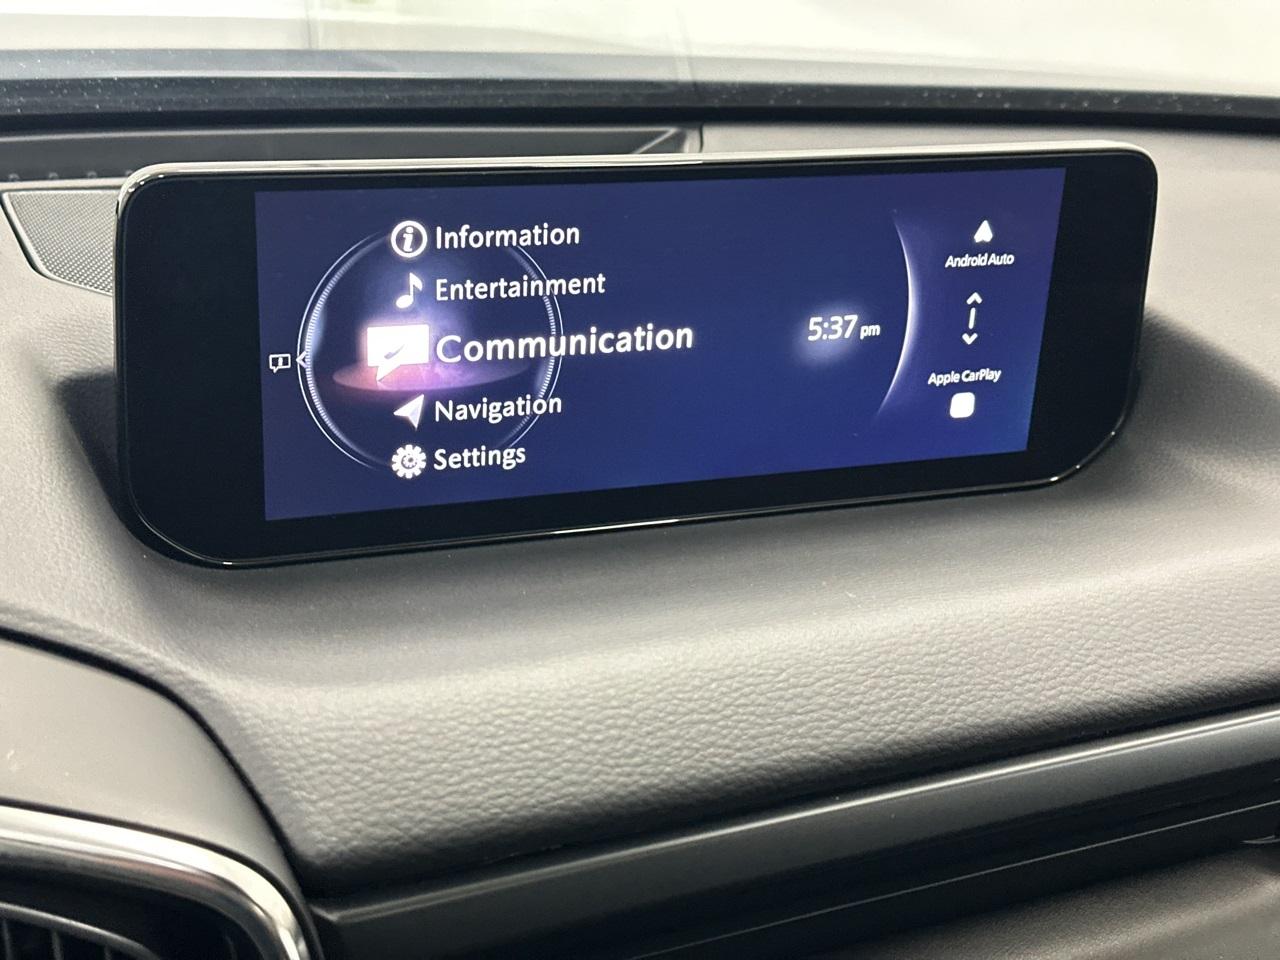 Information
Entertainment
Communication
Navigation
Settings
5:37 pm
Android Auto
Apple CarPlay